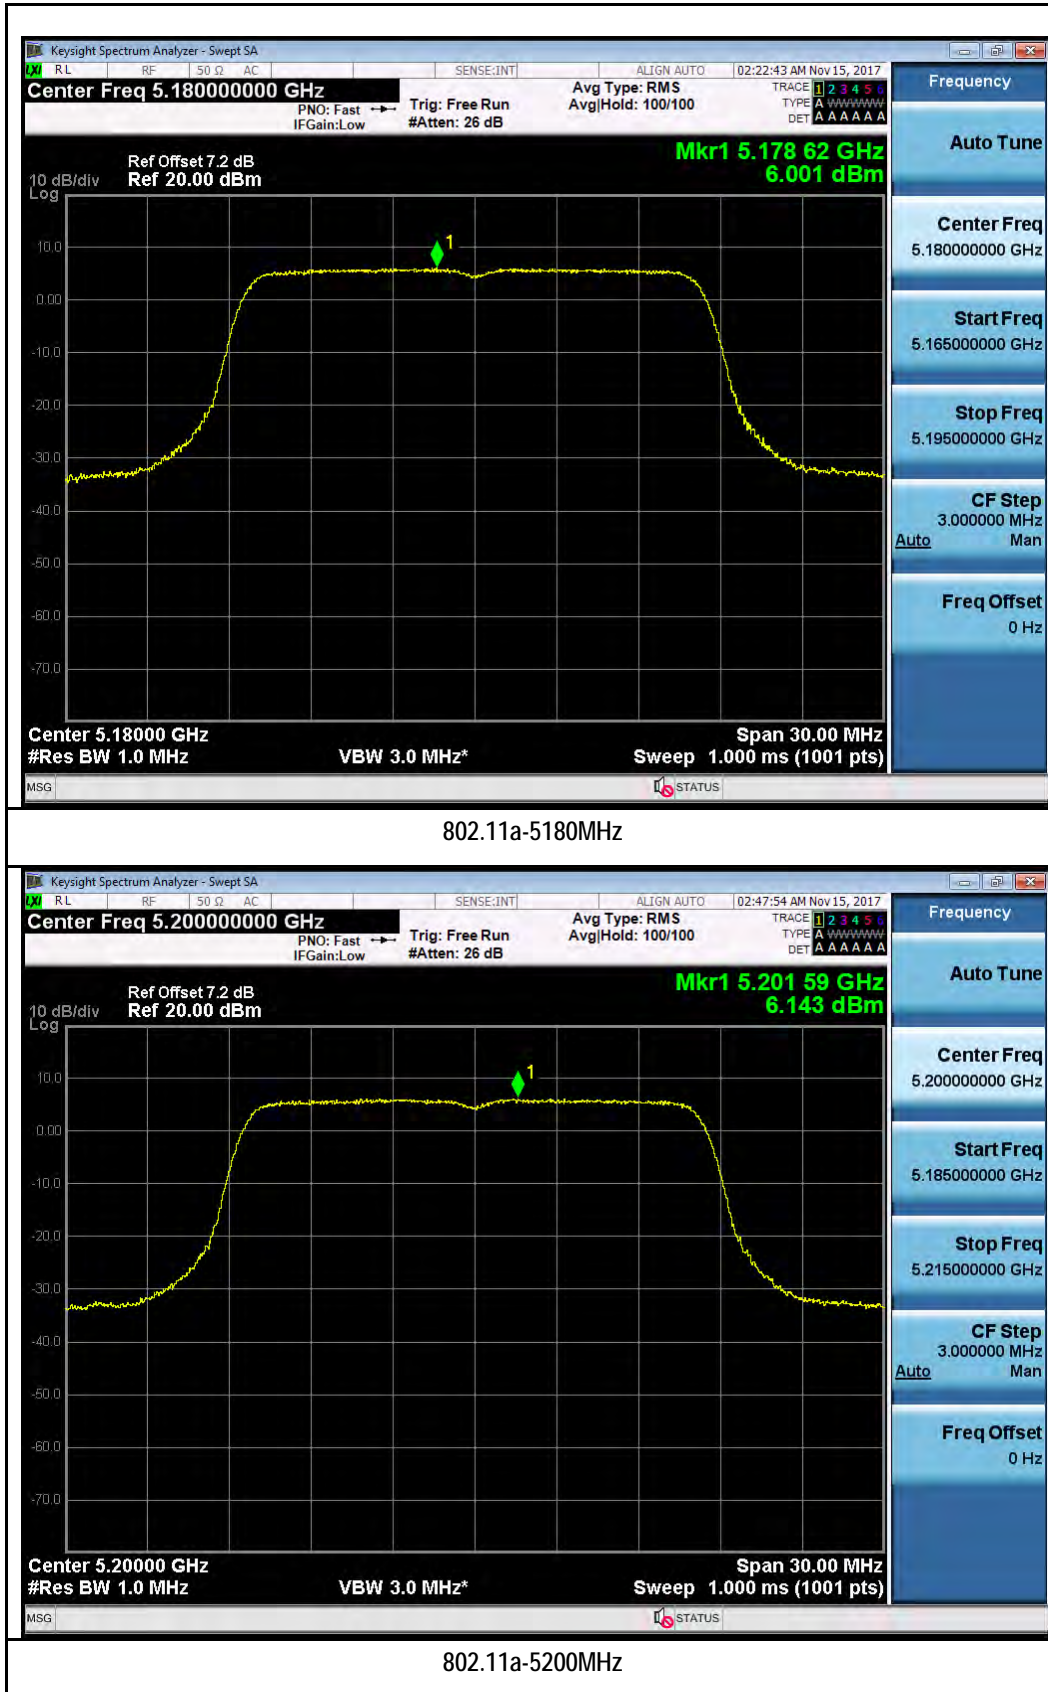 Keysight Spectrum Analyzer - Swept SA
LXI RL RF 50 Ω AC SENSE:INT ALIGN AUTO 02:22:43 AM Nov 15, 2017
Center Freq 5.180000000 GHz
PNO: Fast
IFGain:Low
Trig: Free Run
#Atten: 26 dB
Avg Type: RMS
Avg|Hold: 100/100
TRACE 1 2 3 4 5 6
TYPE A WWWWW
DET A A A A A A
Frequency
Auto Tune
Center Freq
5.180000000 GHz
Start Freq
5.165000000 GHz
Stop Freq
5.195000000 GHz
CF Step
3.000000 MHz
Auto Man
Freq Offset
0 Hz
Mkr1 5.178 62 GHz
6.001 dBm
Ref Offset 7.2 dB
10 dB/div Ref 20.00 dBm
Log
1
10.0
0.00
-10.0
-20.0
-30.0
-40.0
-50.0
-60.0
-70.0
Center 5.18000 GHz Span 30.00 MHz
#Res BW 1.0 MHz VBW 3.0 MHz* Sweep 1.000 ms (1001 pts)
MSG STATUS
802.11a-5180MHz
Keysight Spectrum Analyzer - Swept SA
LXI RL RF 50 Ω AC SENSE:INT ALIGN AUTO 02:47:54 AM Nov 15, 2017
Center Freq 5.200000000 GHz
PNO: Fast
IFGain:Low
Trig: Free Run
#Atten: 26 dB
Avg Type: RMS
Avg|Hold: 100/100
TRACE 1 2 3 4 5 6
TYPE A WWWWW
DET A A A A A A
Frequency
Auto Tune
Center Freq
5.200000000 GHz
Start Freq
5.185000000 GHz
Stop Freq
5.215000000 GHz
CF Step
3.000000 MHz
Auto Man
Freq Offset
0 Hz
Mkr1 5.201 59 GHz
6.143 dBm
Ref Offset 7.2 dB
10 dB/div Ref 20.00 dBm
Log
1
10.0
0.00
-10.0
-20.0
-30.0
-40.0
-50.0
-60.0
-70.0
Center 5.20000 GHz Span 30.00 MHz
#Res BW 1.0 MHz VBW 3.0 MHz* Sweep 1.000 ms (1001 pts)
MSG STATUS
802.11a-5200MHz